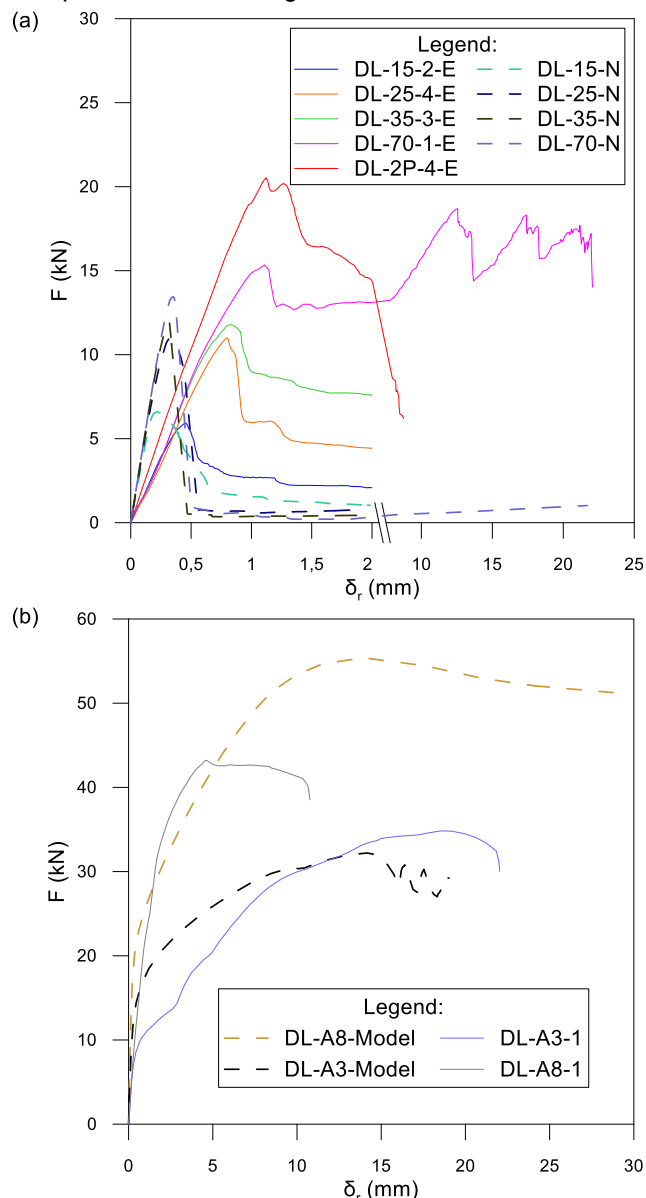 (a)
30
25
20
15
10
5
0
F (kN)
Legend:
DL-15-2-E
DL-25-4-E
DL-35-3-E
DL-70-1-E
DL-2P-4-E
DL-15-N
DL-25-N
DL-35-N
DL-70-N
0 0,5 1 1,5 2 10 15 20 25
δr (mm)
(b)
60
50
40
30
20
10
0
F (kN)
Legend:
DL-A8-Model
DL-A3-Model
DL-A3-1
DL-A8-1
0 5 10 15 20 25 30
δr (mm)